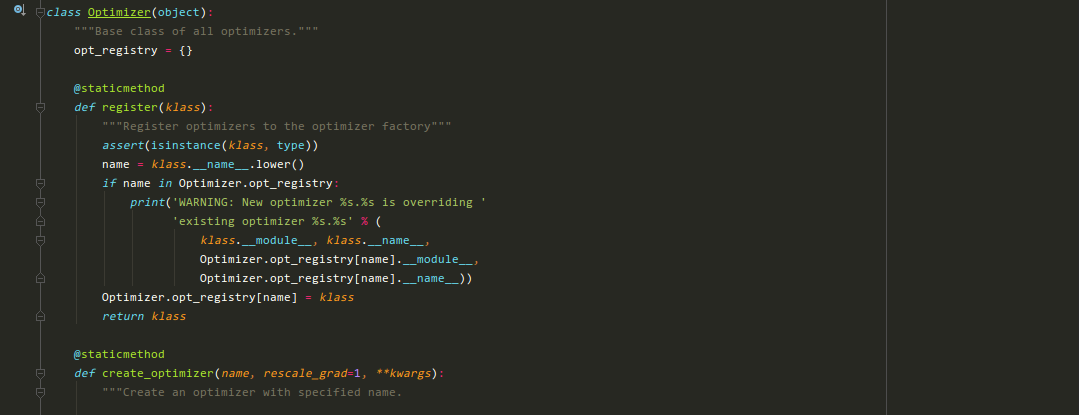 class Optimizer(object):
    """Base class of all optimizers."""
    opt_registry = {}

    @staticmethod
    def register(klass):
        """Register optimizers to the optimizer factory"""
        assert(isinstance(klass, type))
        name = klass.__name__.lower()
        if name in Optimizer.opt_registry:
            print('WARNING: New optimizer %s.%s is overriding '
                  'existing optimizer %s.%s' % (
                      klass.__module__, klass.__name__,
                      Optimizer.opt_registry[name].__module__,
                      Optimizer.opt_registry[name].__name__))
        Optimizer.opt_registry[name] = klass
        return klass

    @staticmethod
    def create_optimizer(name, rescale_grad=1, **kwargs):
        """Create an optimizer with specified name.